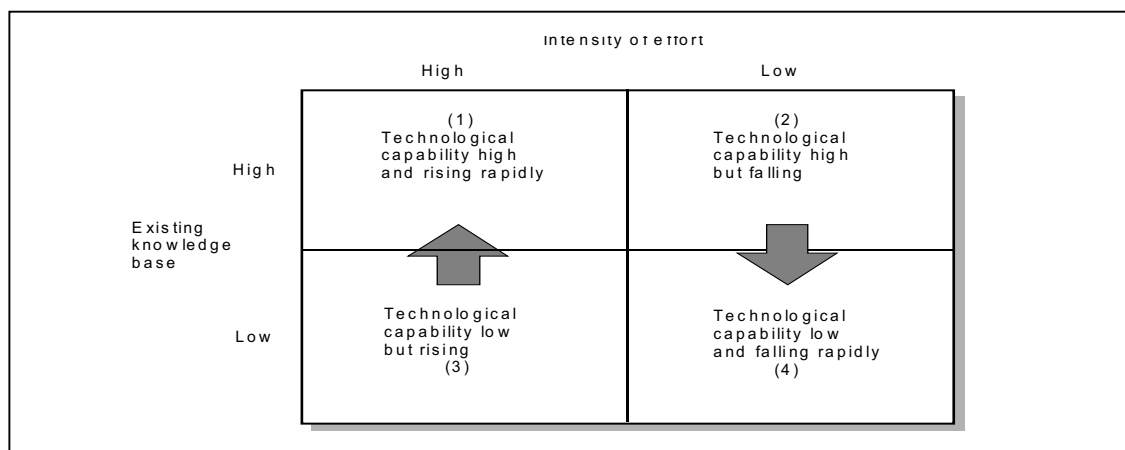 Intensity of effort
High Low
(1)
Technological
capability high
and rising rapidly
(2)
Technological
capability high
but falling
High
Existing
knowledge
base
Low
Technological
capability low
but rising
(3)
Technological
capability low
and falling rapidly
(4)